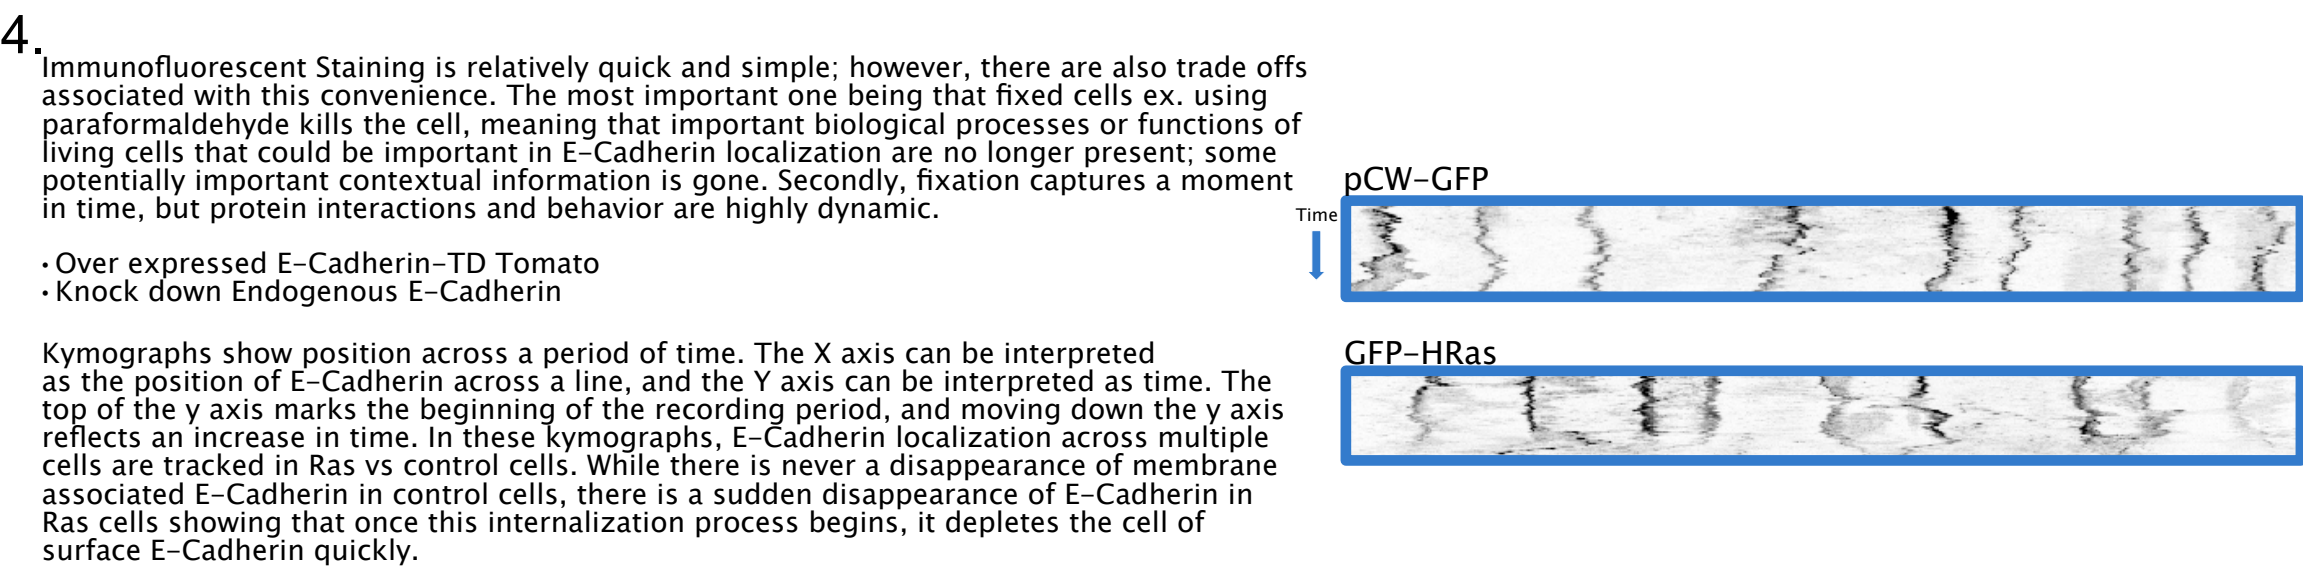 4.
Immunofluorescent Staining is relatively quick and simple; however, there are also trade offs
associated with this convenience. The most important one being that fixed cells ex. using
paraformaldehyde kills the cell, meaning that important biological processes or functions of
living cells that could be important in E-Cadherin localization are no longer present; some
potentially important contextual information is gone. Secondly, fixation captures a moment
in time, but protein interactions and behavior are highly dynamic.
• Over expressed E-Cadherin-TD Tomato
• Knock down Endogenous E-Cadherin
Kymographs show position across a period of time. The X axis can be interpreted
as the position of E-Cadherin across a line, and the Y axis can be interpreted as time. The
top of the y axis marks the beginning of the recording period, and moving down the y axis
reflects an increase in time. In these kymographs, E-Cadherin localization across multiple
cells are tracked in Ras vs control cells. While there is never a disappearance of membrane
associated E-Cadherin in control cells, there is a sudden disappearance of E-Cadherin in
Ras cells showing that once this internalization process begins, it depletes the cell of
surface E-Cadherin quickly.
pCW-GFP
Time
GFP-HRas